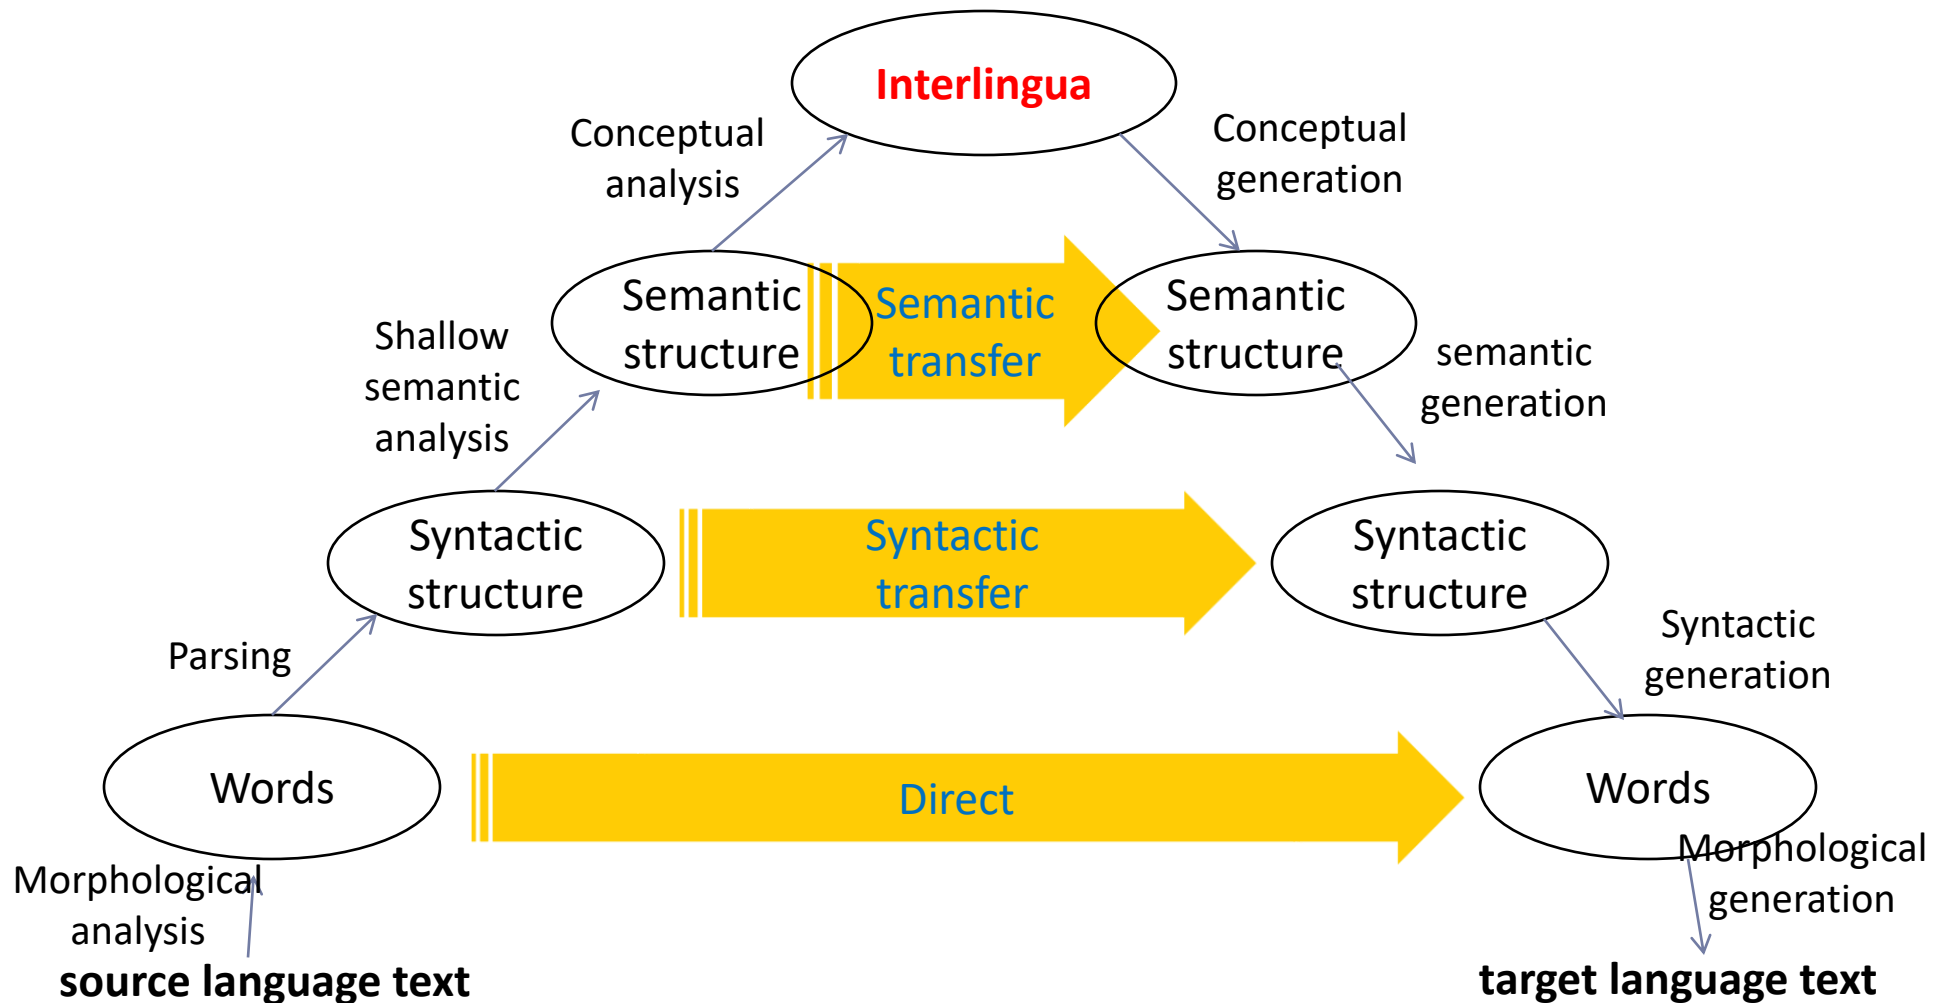 Interlingua
Conceptual
analysis
Conceptual
generation
Semantic
structure
Semantic
transfer
Semantic
structure
Shallow
semantic
analysis
semantic
generation
Syntactic
structure
Syntactic
transfer
Syntactic
structure
Parsing
Syntactic
generation
Words
Direct
Words
Morphological
analysis
Morphological
generation
source language text
target language text